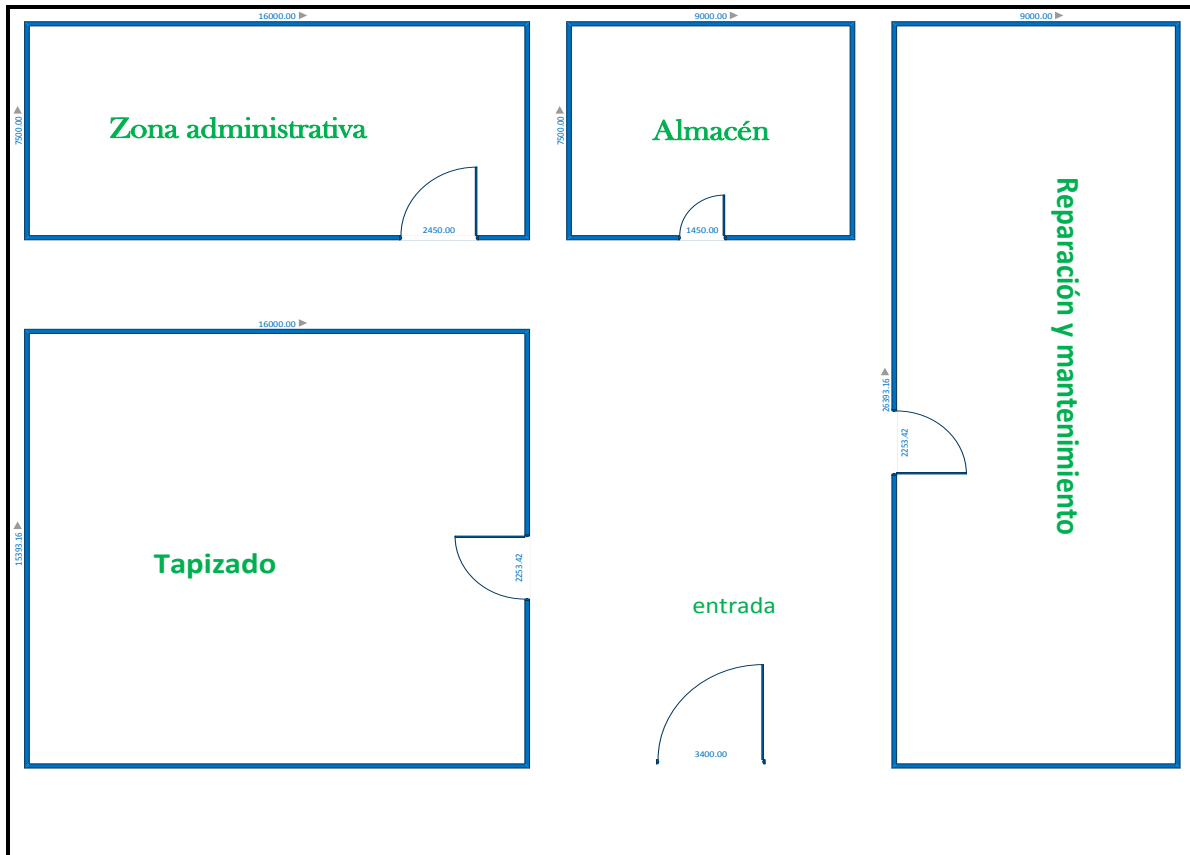 16000.00
9000.00
9000.00
7500.00
Zona administrativa
7500.00
Almacén
2450.00
1450.00
Reparación y mantenimiento
16000.00
26393.16
2253.42
15393.16
Tapizado
2253.42
entrada
3400.00